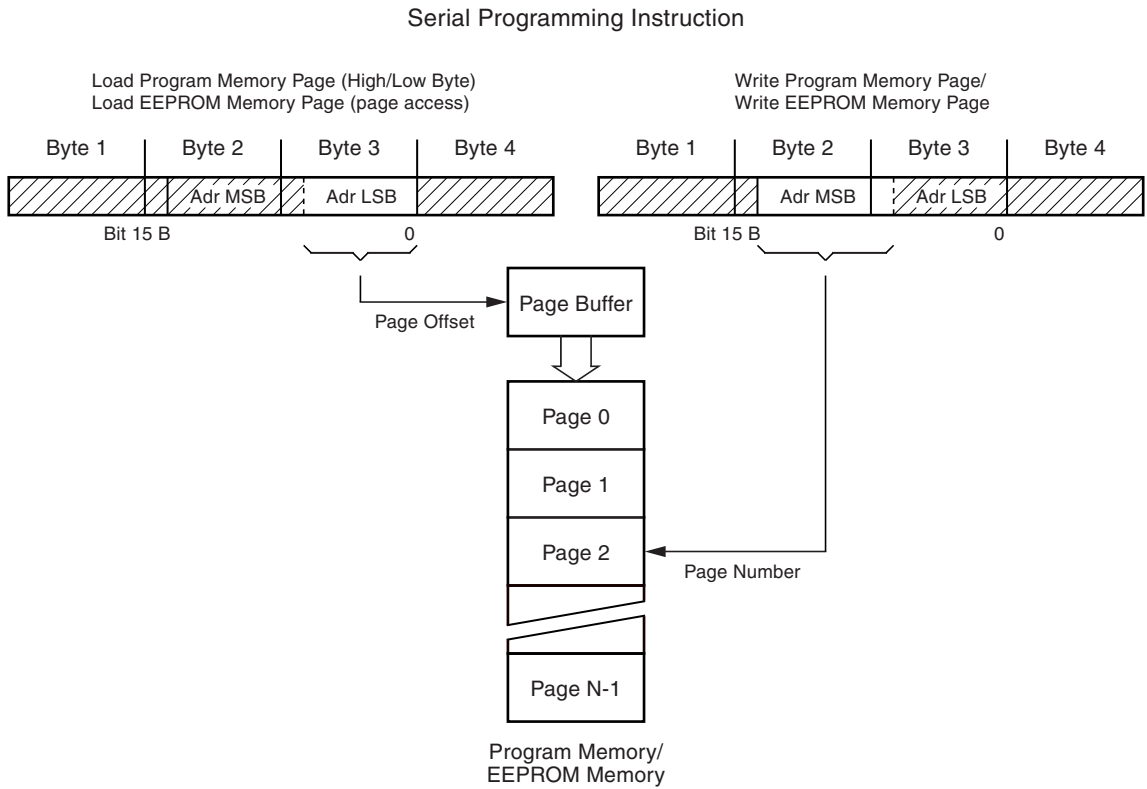 Serial Programming Instruction
Load Program Memory Page (High/Low Byte)
Load EEPROM Memory Page (page access)
Write Program Memory Page/
Write EEPROM Memory Page
Byte 1 Byte 2 Byte 3 Byte 4
Byte 1 Byte 2 Byte 3 Byte 4
Adr MSB Adr LSB
Adr MSB Adr LSB
Bit 15 B 0
Bit 15 B 0
Page Buffer
Page Offset
Page 0
Page 1
Page 2
Page Number
Page N-1
Program Memory/
EEPROM Memory